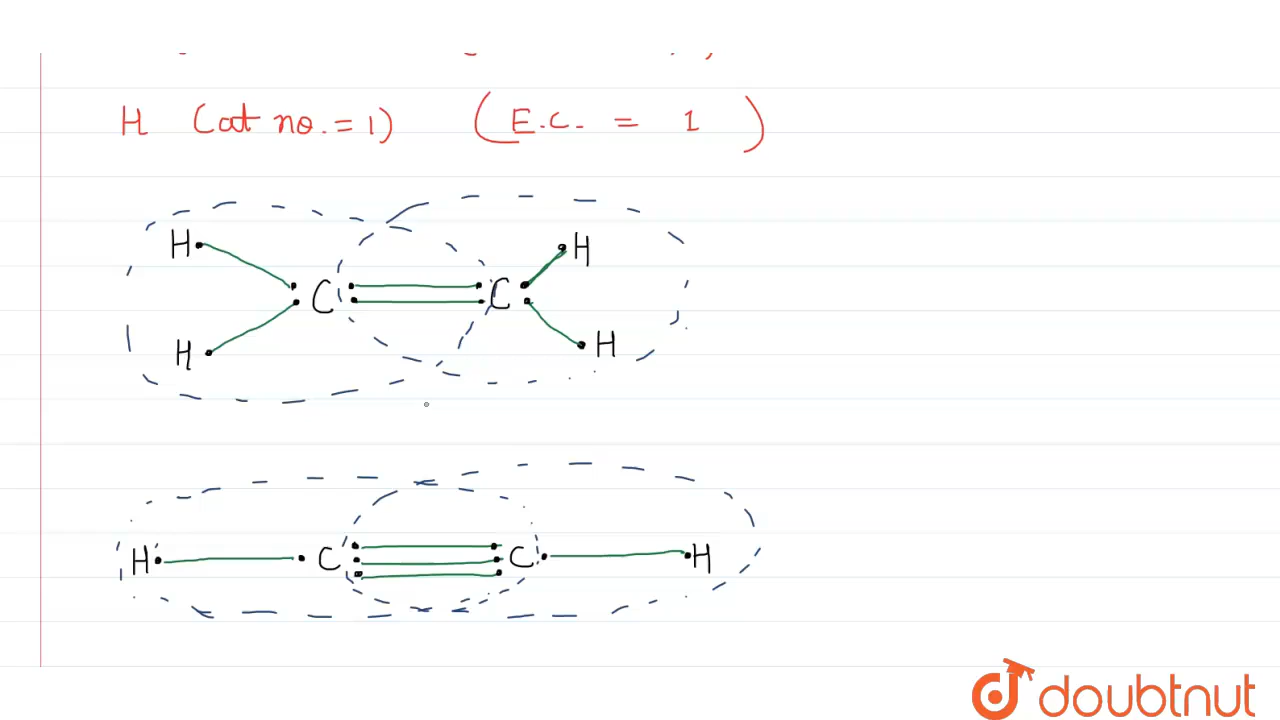 H (at no. = 1) (E.C. = 1)
H H
C C
H H
H C C H
doubtnut